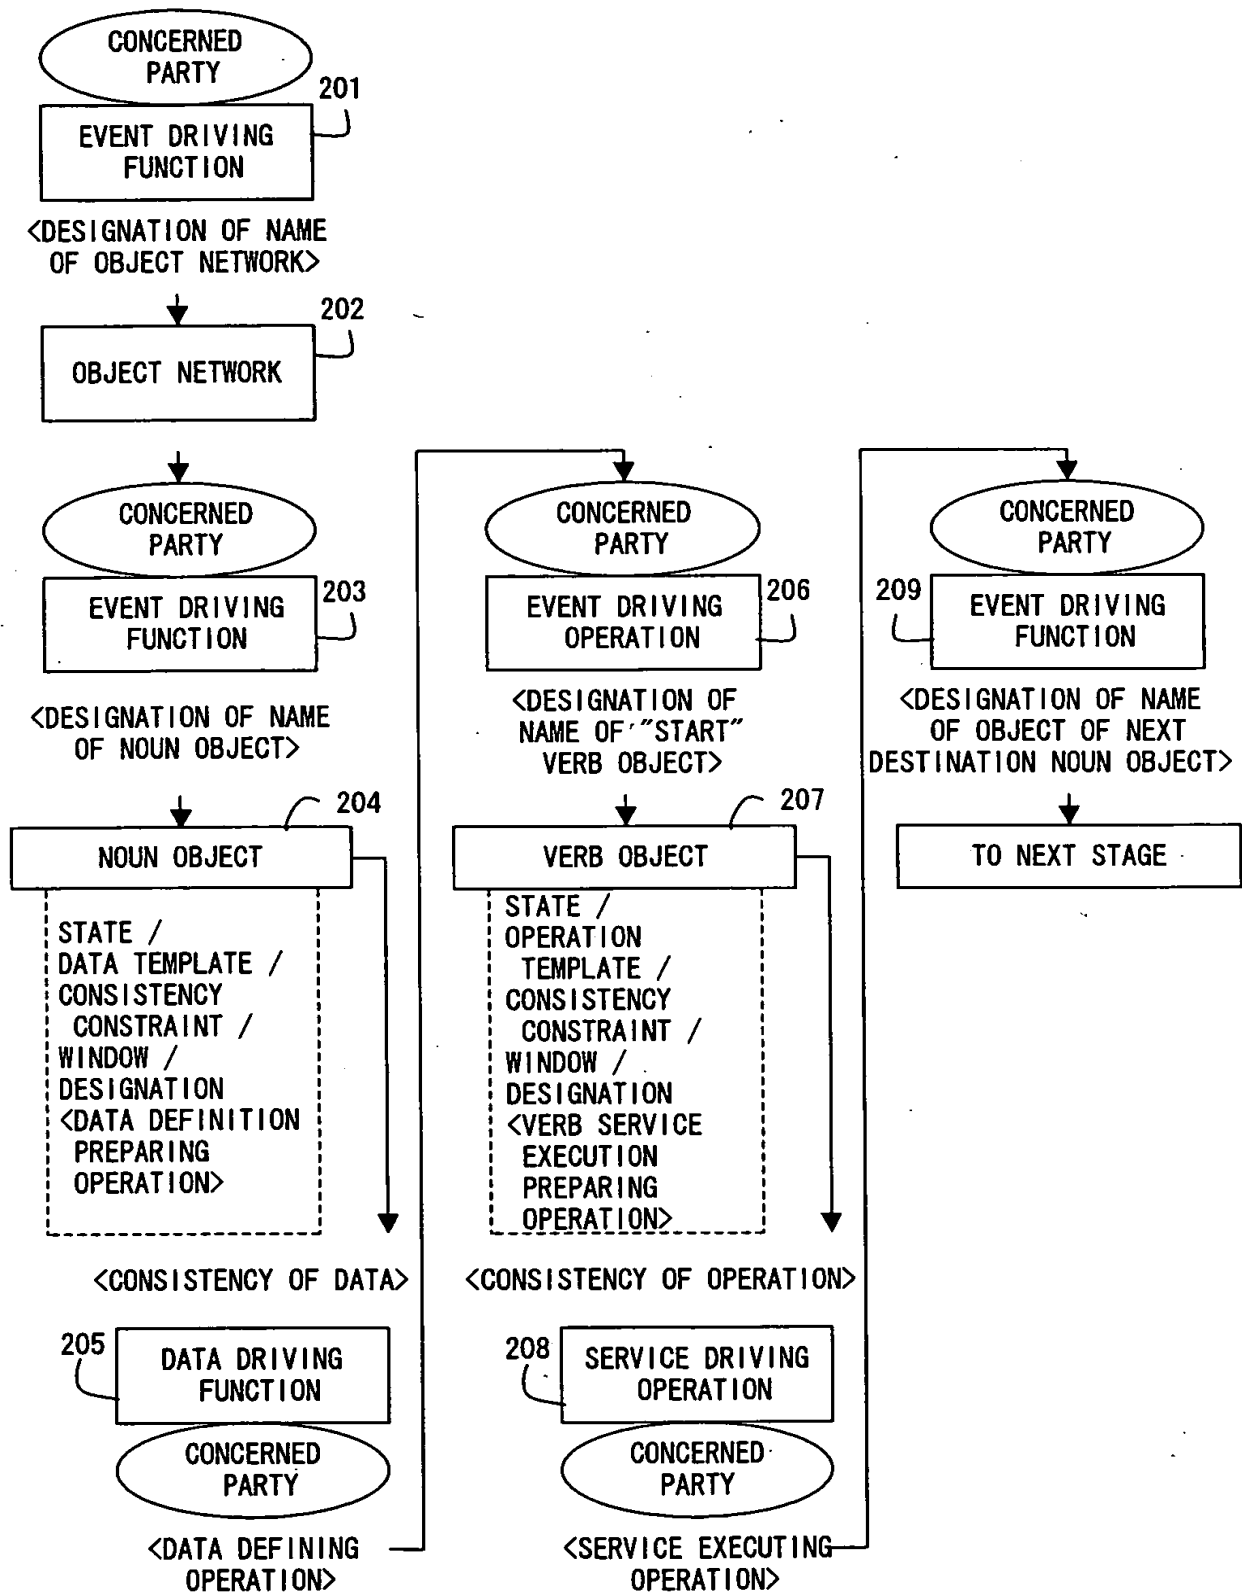 CONCERNED
PARTY
201
EVENT DRIVING
FUNCTION
<DESIGNATION OF NAME
OF OBJECT NETWORK>
202
OBJECT NETWORK
CONCERNED
PARTY
203
EVENT DRIVING
FUNCTION
<DESIGNATION OF NAME
OF NOUN OBJECT>
204
NOUN OBJECT
STATE /
DATA TEMPLATE /
CONSISTENCY
CONSTRAINT /
WINDOW /
DESIGNATION
<DATA DEFINITION
PREPARING
OPERATION>
<CONSISTENCY OF DATA>
205
DATA DRIVING
FUNCTION
CONCERNED
PARTY
<DATA DEFINING
OPERATION>
CONCERNED
PARTY
206
EVENT DRIVING
OPERATION
<DESIGNATION OF
NAME OF "START"
VERB OBJECT>
207
VERB OBJECT
STATE /
OPERATION
TEMPLATE /
CONSISTENCY
CONSTRAINT /
WINDOW /
DESIGNATION
<VERB SERVICE
EXECUTION
PREPARING
OPERATION>
<CONSISTENCY OF OPERATION>
208
SERVICE DRIVING
OPERATION
CONCERNED
PARTY
<SERVICE EXECUTING
OPERATION>
CONCERNED
PARTY
209
EVENT DRIVING
FUNCTION
<DESIGNATION OF NAME
OF OBJECT OF NEXT
DESTINATION NOUN OBJECT>
TO NEXT STAGE